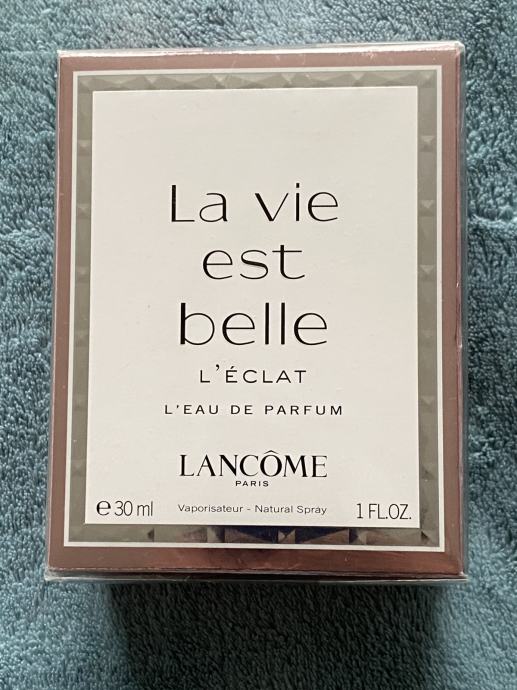 La vie
est
belle
L'ÉCLAT
L'EAU DE PARFUM
LANCÔME
PARIS
e 30 ml Vaporisateur - Natural Spray 1 FL.OZ.